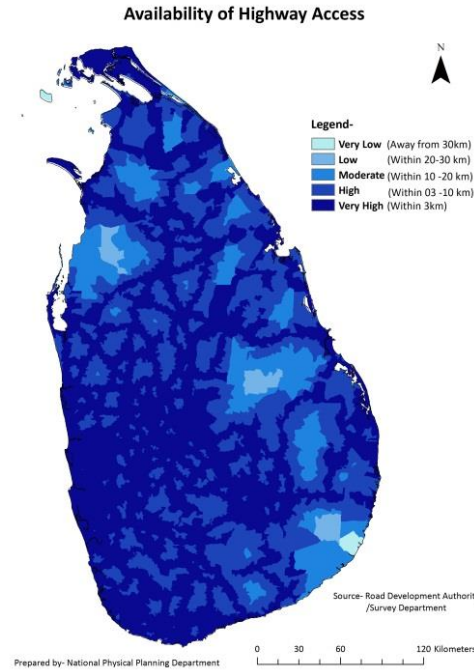 Availability of Highway Access
N
Legend-
Very Low (Away from 30km)
Low (Within 20-30 km)
Moderate (Within 10 -20 km)
High (Within 03 -10 km)
Very High (Within 3km)
Source- Road Development Authorit
/Survey Department
0 30 60 120 Kilometers
Prepared by- National Physical Planning Department